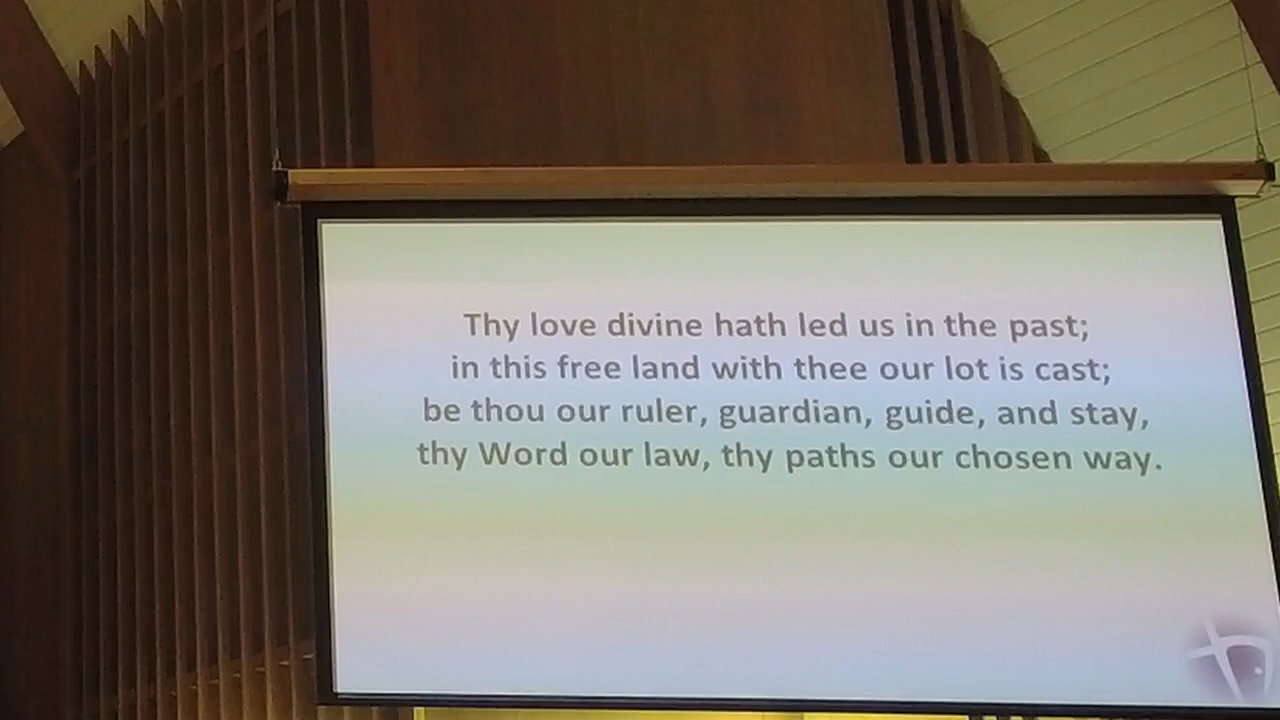 Thy love divine hath led us in the past;
in this free land with thee our lot is cast;
be thou our ruler, guardian, guide, and stay,
thy Word our law, thy paths our chosen way.